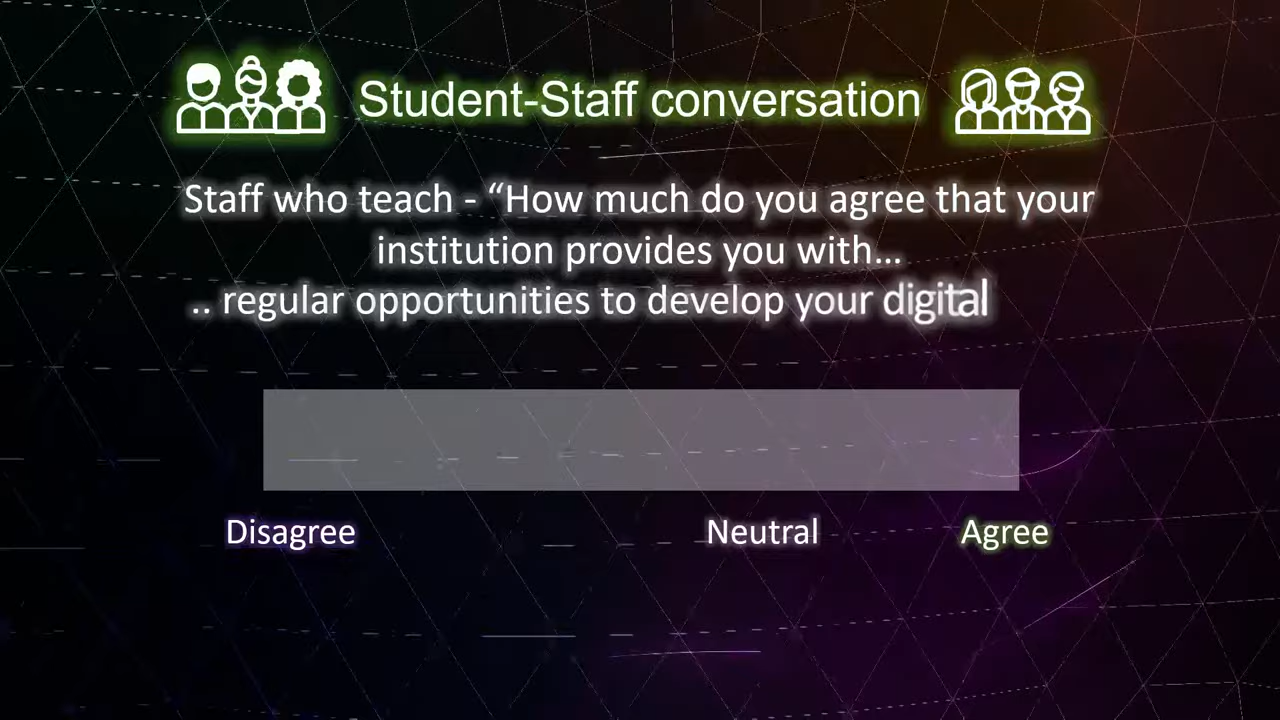 Student-Staff conversation
Staff who teach - “How much do you agree that your
institution provides you with...
.. regular opportunities to develop your digital
Disagree
Neutral
Agree